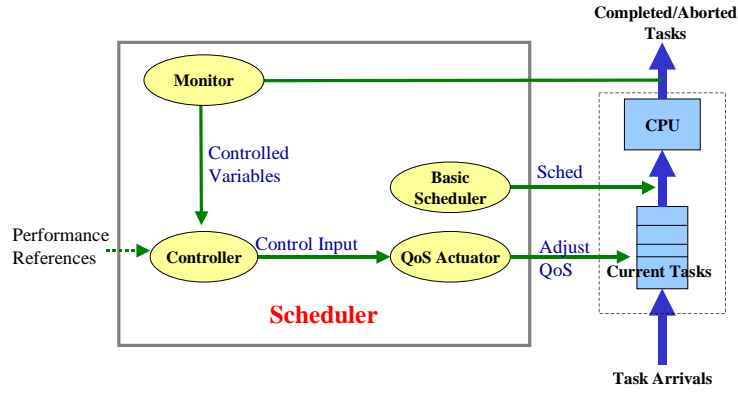 Completed/Aborted
Tasks
Monitor
CPU
Controlled
Variables
Basic
Scheduler
Sched
Performance
References
Controller
Control Input
QoS Actuator
Adjust
QoS
Current Tasks
Scheduler
Task Arrivals